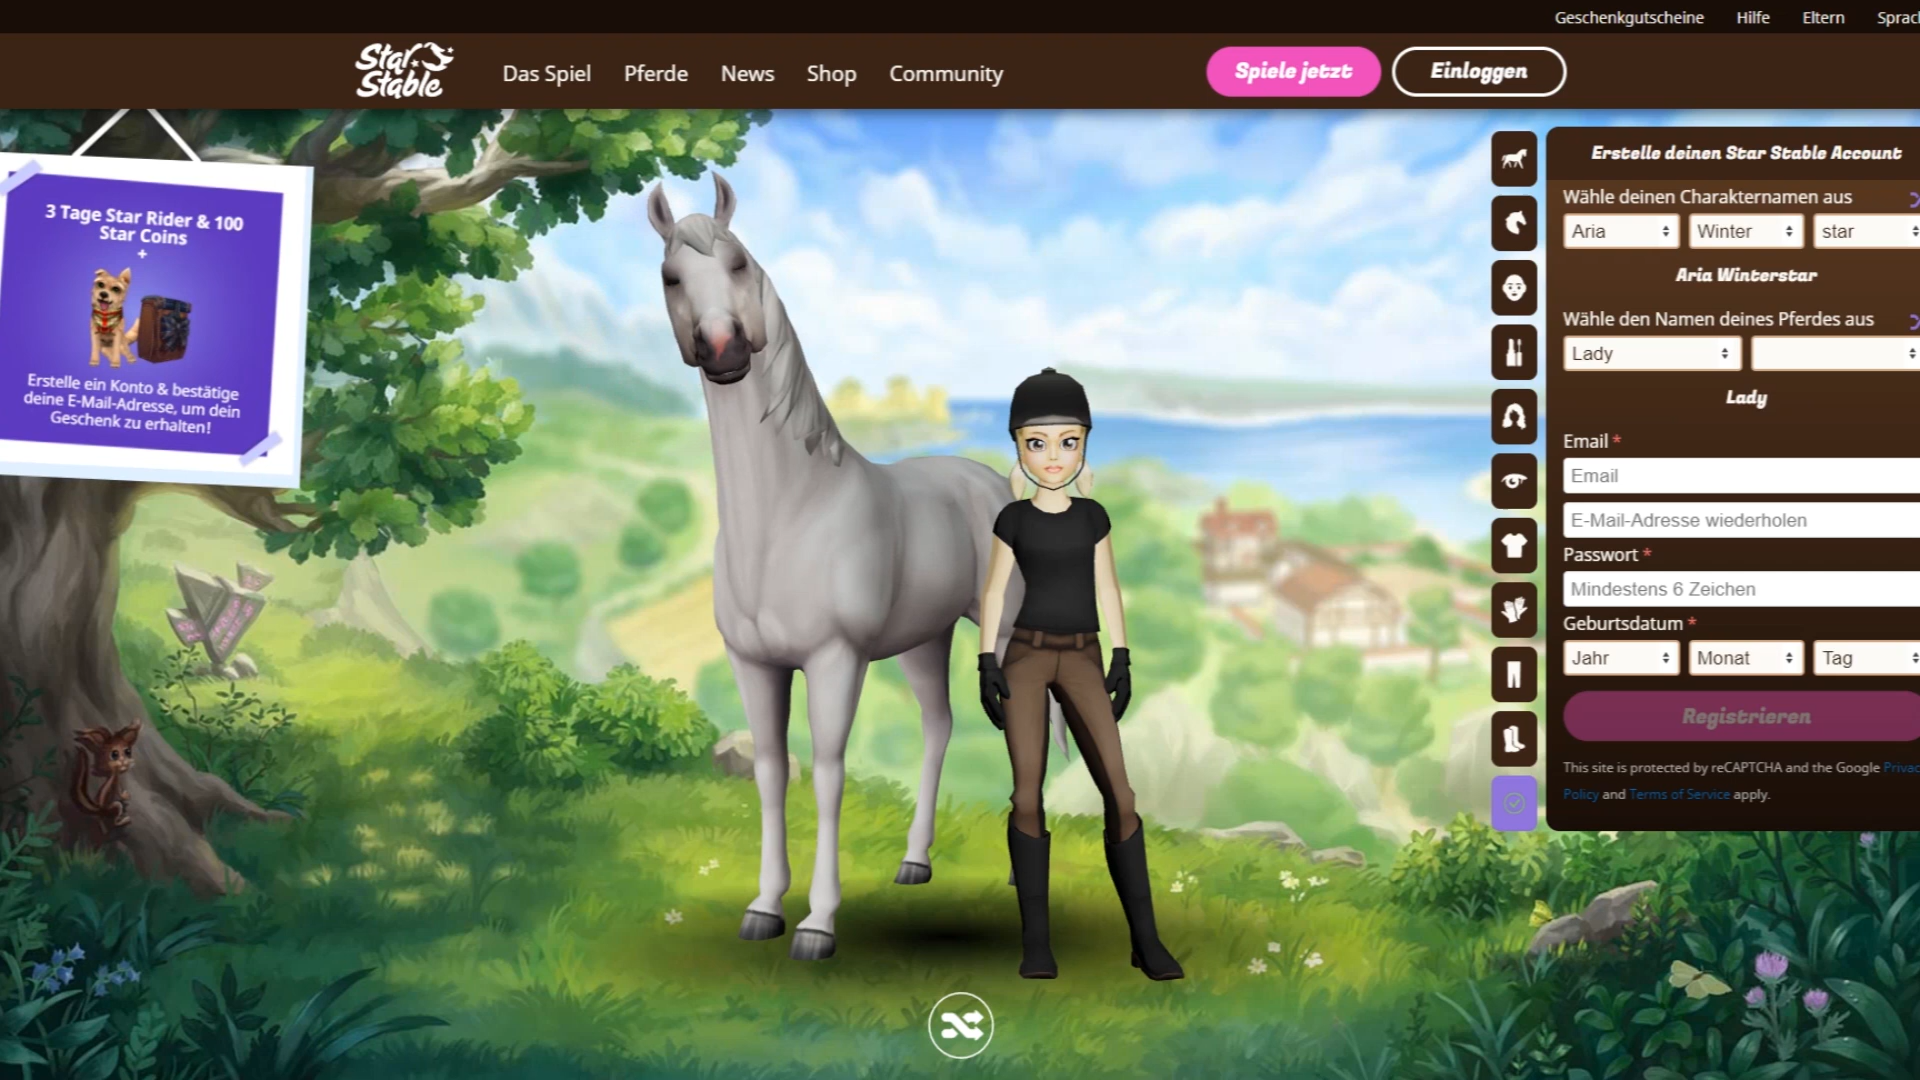 Geschenkgutscheine Hilfe Eltern
Star Stable
Das Spiel Pferde News Shop Community
Spiele jetzt Einloggen
3 Tage Star Rider & 100
Star Coins
+
Erstelle ein Konto & bestätige
deine E-Mail-Adresse, um dein
Geschenk zu erhalten!
Erstelle deinen Star Stable Account
Wähle deinen Charakternamen aus
Aria Winter star
Aria Winterstar
Wähle den Namen deines Pferdes aus
Lady
Lady
Email *
Email
E-Mail-Adresse wiederholen
Passwort *
Mindestens 6 Zeichen
Geburtsdatum *
Jahr Monat Tag
Registrieren
This site is protected by reCAPTCHA and the Google
Policy and Terms of Service apply.